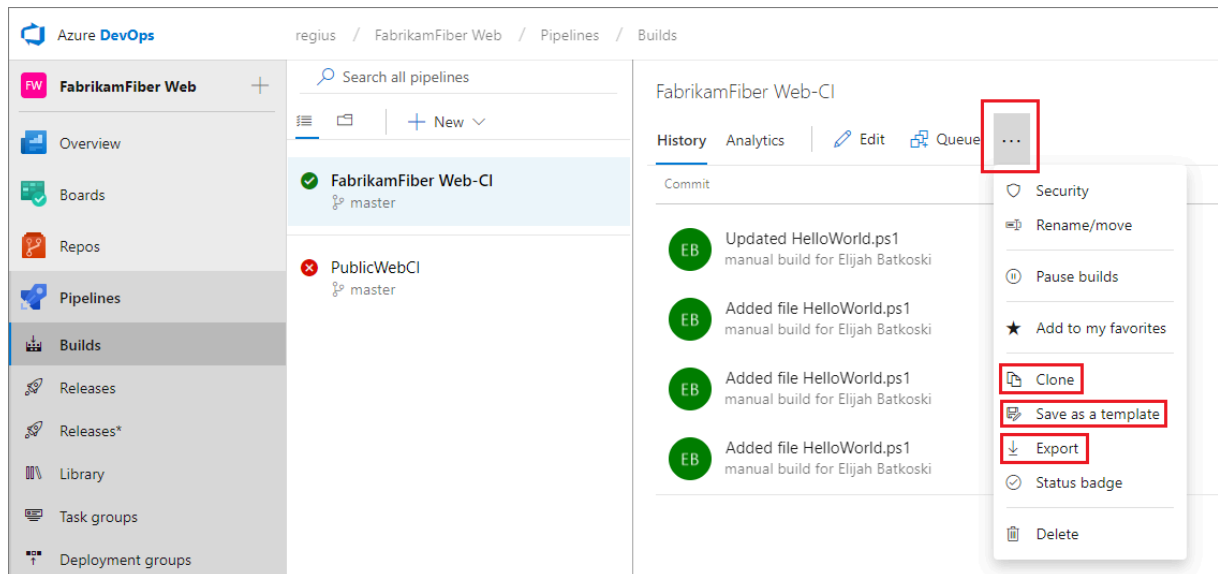 Azure DevOps
regius / FabrikamFiber Web / Pipelines / Builds
FW FabrikamFiber Web
Overview
Boards
Repos
Pipelines
Builds
Releases
Releases*
Library
Task groups
Deployment groups
Search all pipelines
New
FabrikamFiber Web-CI
master
PublicWebCI
master
FabrikamFiber Web-CI
History Analytics Edit Queue ...
Commit
EB Updated HelloWorld.ps1
manual build for Elijah Batkoski
EB Added file HelloWorld.ps1
manual build for Elijah Batkoski
EB Added file HelloWorld.ps1
manual build for Elijah Batkoski
EB Added file HelloWorld.ps1
manual build for Elijah Batkoski
Security
Rename/move
Pause builds
Add to my favorites
Clone
Save as a template
Export
Status badge
Delete